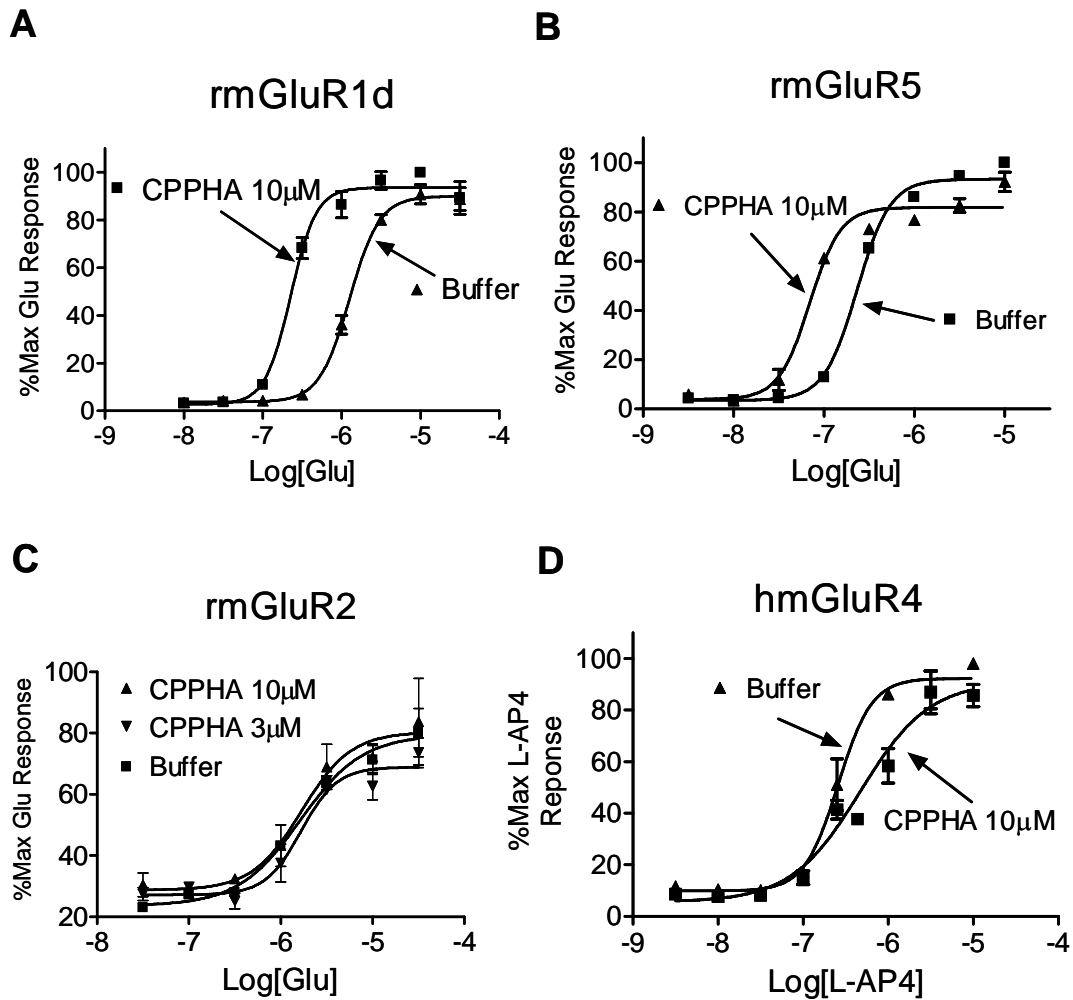 A
rmGluR1d
%Max Glu Response
100
80
60
40
20
0
CPPHA 10µM
Buffer
-9
-8
-7
-6
-5
-4
Log[Glu]
B
rmGluR5
%Max Glu Response
100
80
60
40
20
0
CPPHA 10µM
Buffer
-9
-8
-7
-6
-5
Log[Glu]
C
rmGluR2
%Max Glu Response
100
80
60
40
20
CPPHA 10µM
CPPHA 3µM
Buffer
-8
-7
-6
-5
-4
Log[Glu]
D
hmGluR4
%Max L-AP4
Reponse
100
80
60
40
20
0
Buffer
CPPHA 10µM
-9
-8
-7
-6
-5
-4
Log[L-AP4]